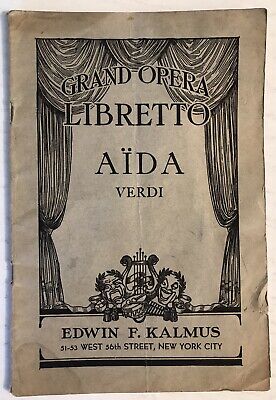 GRAND OPERA
LIBRETTO
AÏDA
VERDI
EDWIN F. KALMUS
51-53 WEST 56th STREET, NEW YORK CITY